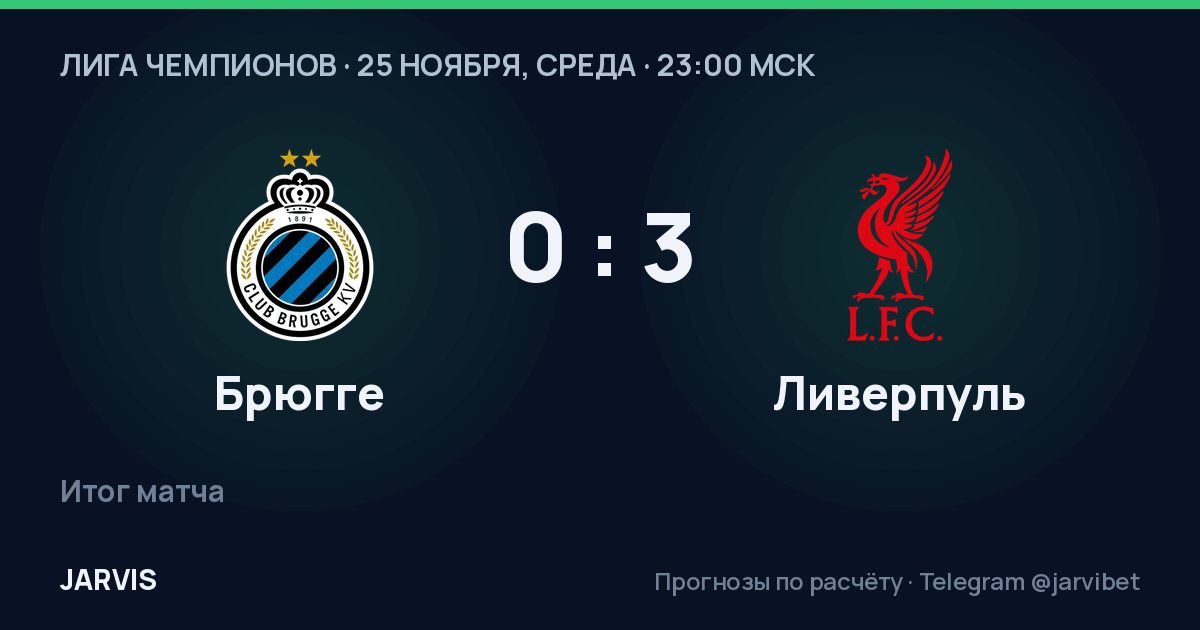 ЛИГА ЧЕМПИОНОВ · 25 НОЯБРЯ, СРЕДА · 23:00 МСК
1891
CLUB BRUGGE KV
0 : 3
L.F.C.
Брюгге
Ливерпуль
Итог матча
JARVIS
Прогнозы по расчёту · Telegram @jarvibet